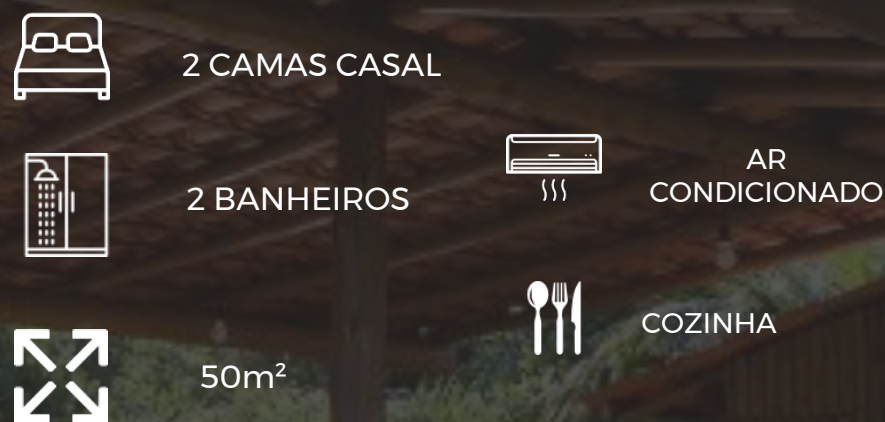 2 CAMAS CASAL
2 BANHEIROS
50m²
AR
CONDICIONADO
COZINHA